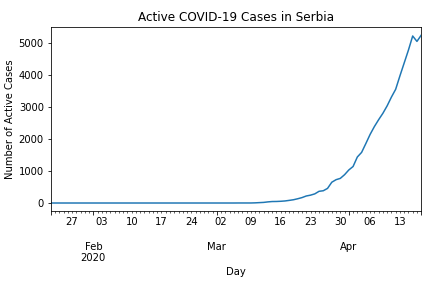 Active COVID-19 Cases in Serbia
Number of Active Cases
5000
4000
3000
2000
1000
0
27 03 10 17 24 02 09 16 23 30 06 13
Feb Mar Apr
2020
Day